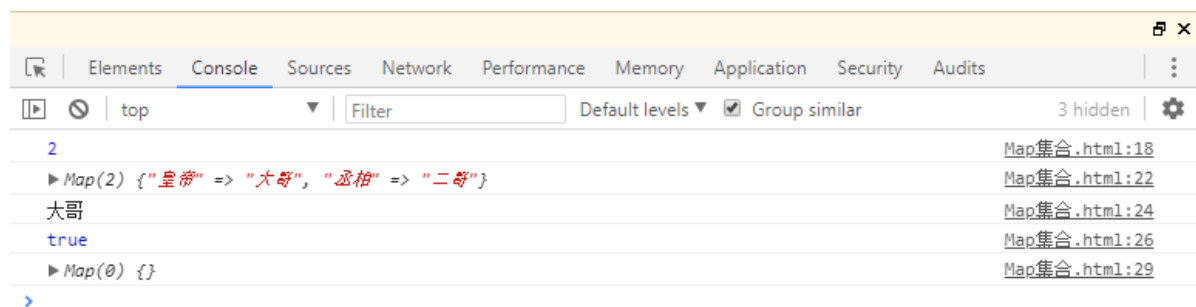 Elements Console Sources Network Performance Memory Application Security Audits
top Filter Default levels Group similar 3 hidden
2 Map集合.html:18
Map(2) {"皇帝" => "大哥", "丞相" => "二哥"} Map集合.html:22
大哥 Map集合.html:24
true Map集合.html:26
Map(0) {} Map集合.html:29